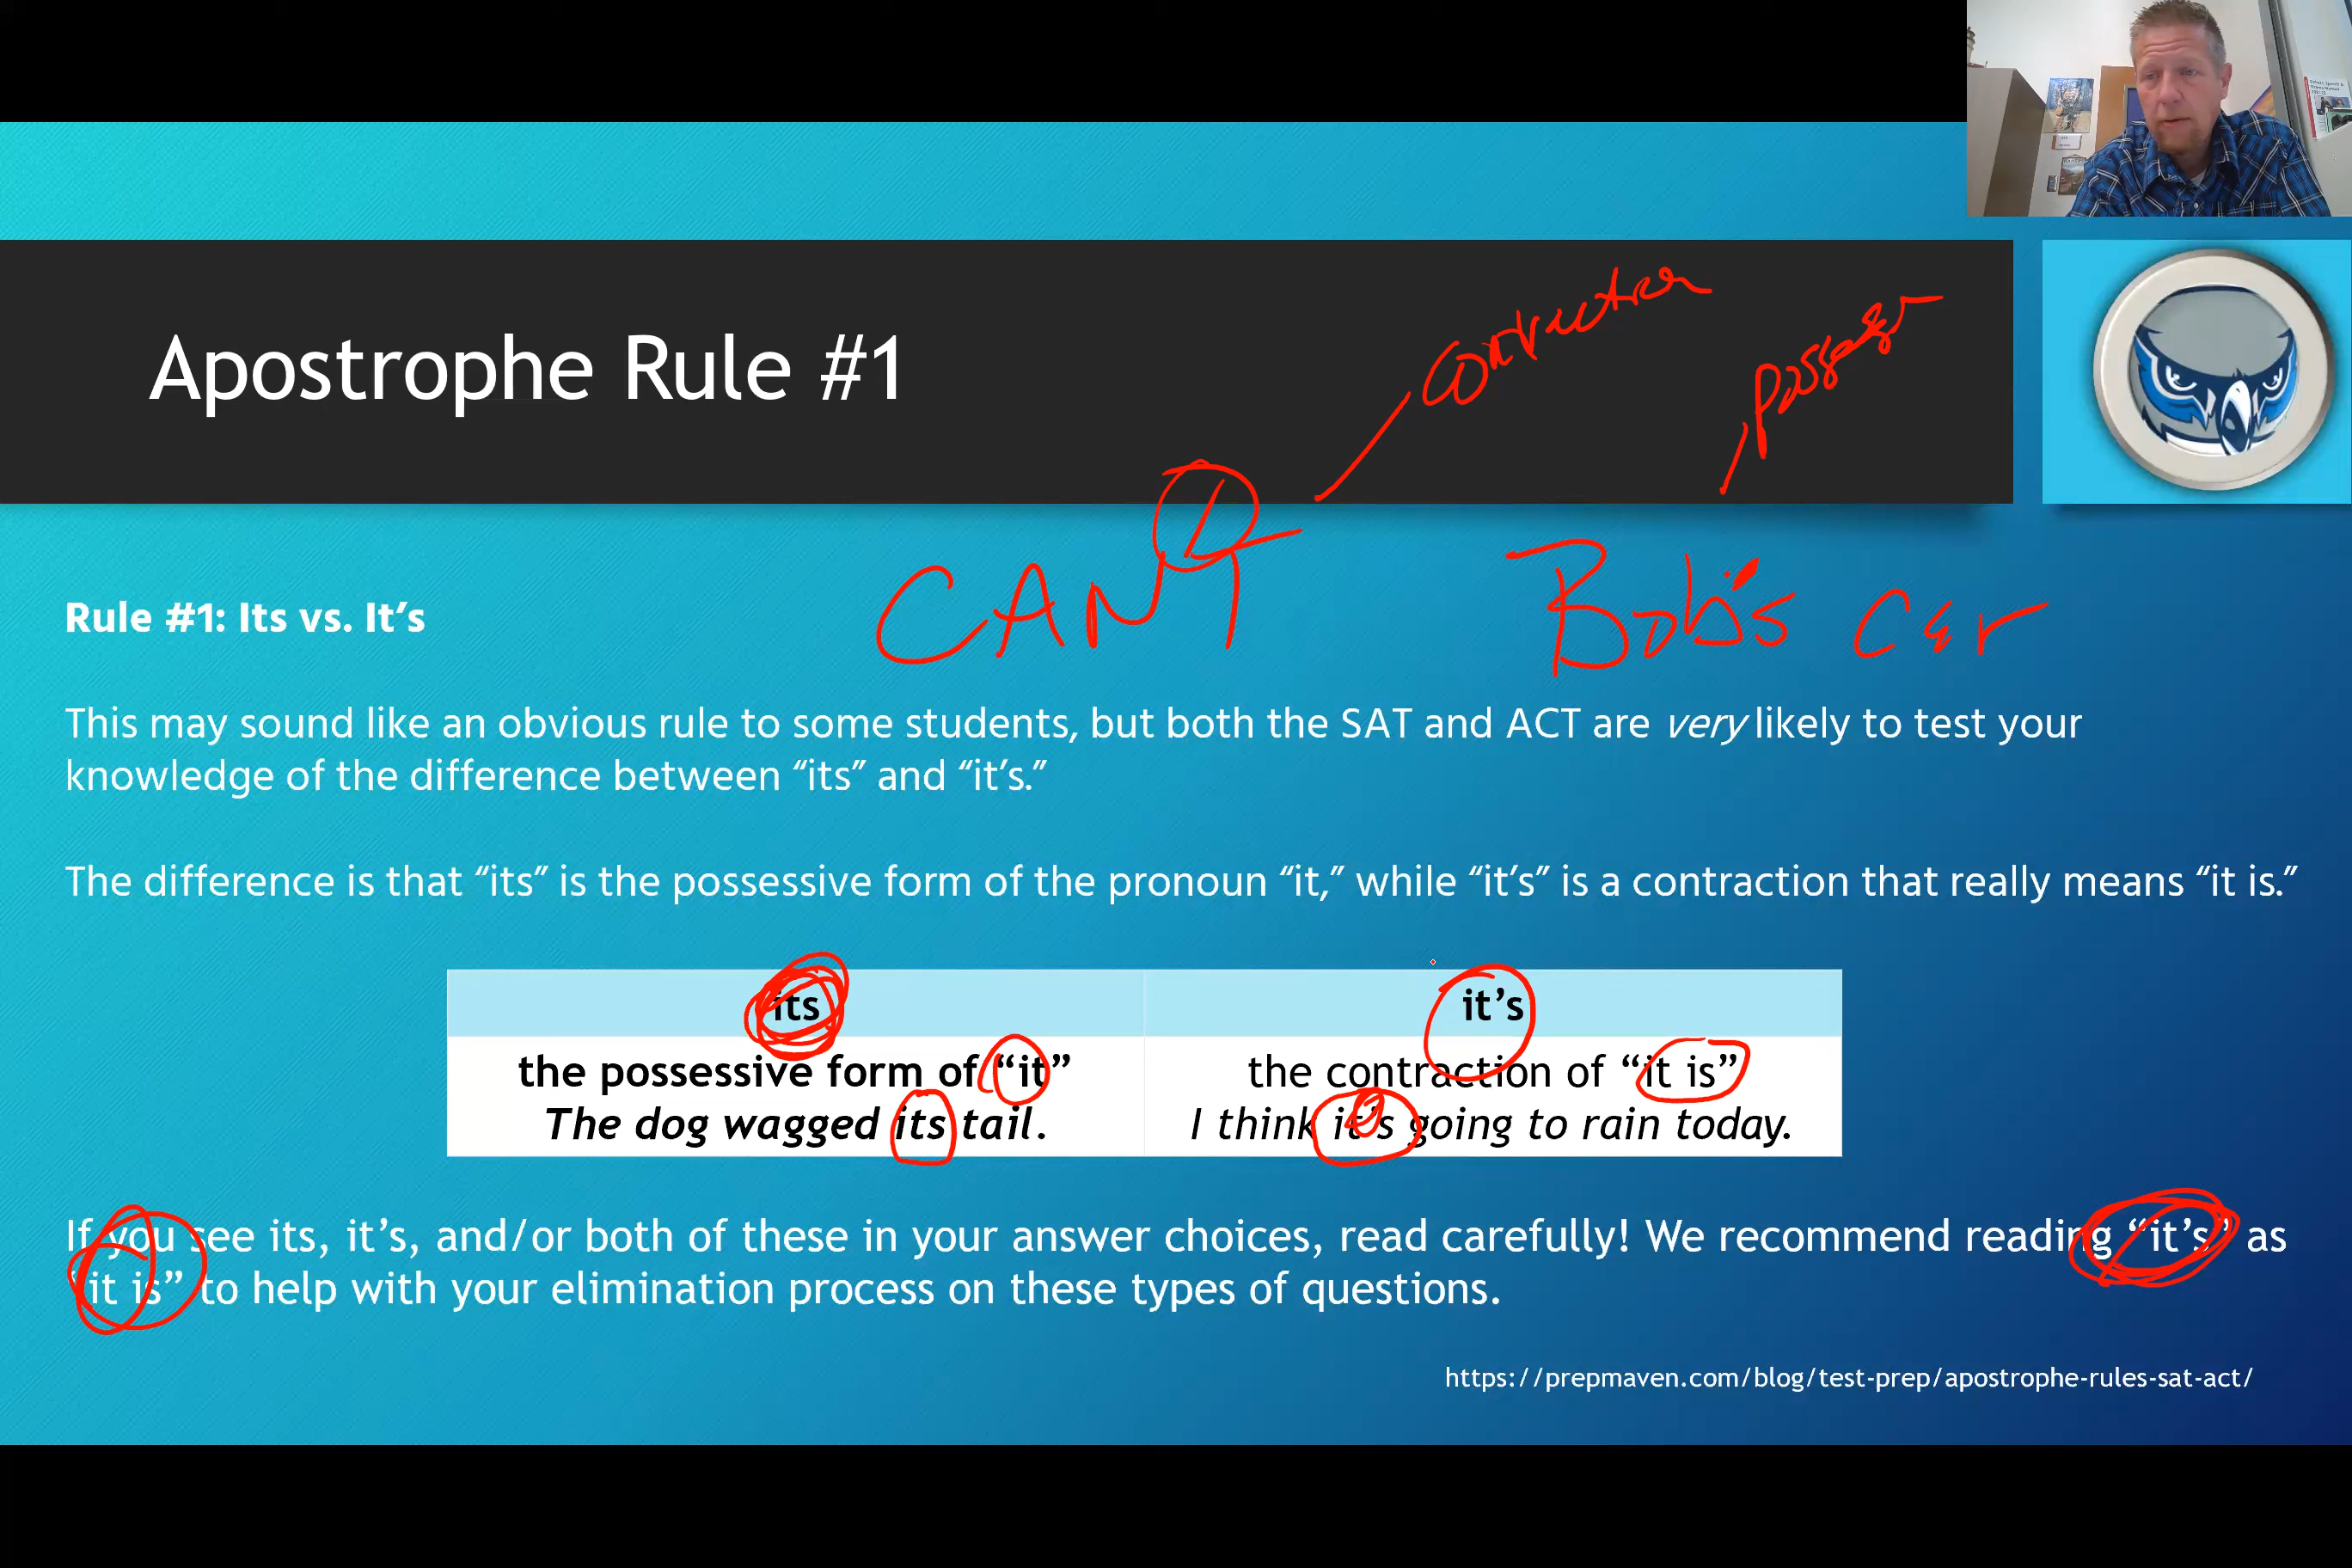 Apostrophe Rule #1
contraction
CAN'T
Bob's car
Rule #1: Its vs. It’s
This may sound like an obvious rule to some students, but both the SAT and ACT are very likely to test your
knowledge of the difference between “its” and “it’s.”
The difference is that “its” is the possessive form of the pronoun “it,” while “it’s” is a contraction that really means “it is.”
its
it’s
the possessive form of “it”
The dog wagged its tail.
the contraction of “it is”
I think it’s going to rain today.
If you see its, it’s, and/or both of these in your answer choices, read carefully! We recommend reading “it’s” as
“it is” to help with your elimination process on these types of questions.
https://prepmaven.com/blog/test-prep/apostrophe-rules-sat-act/